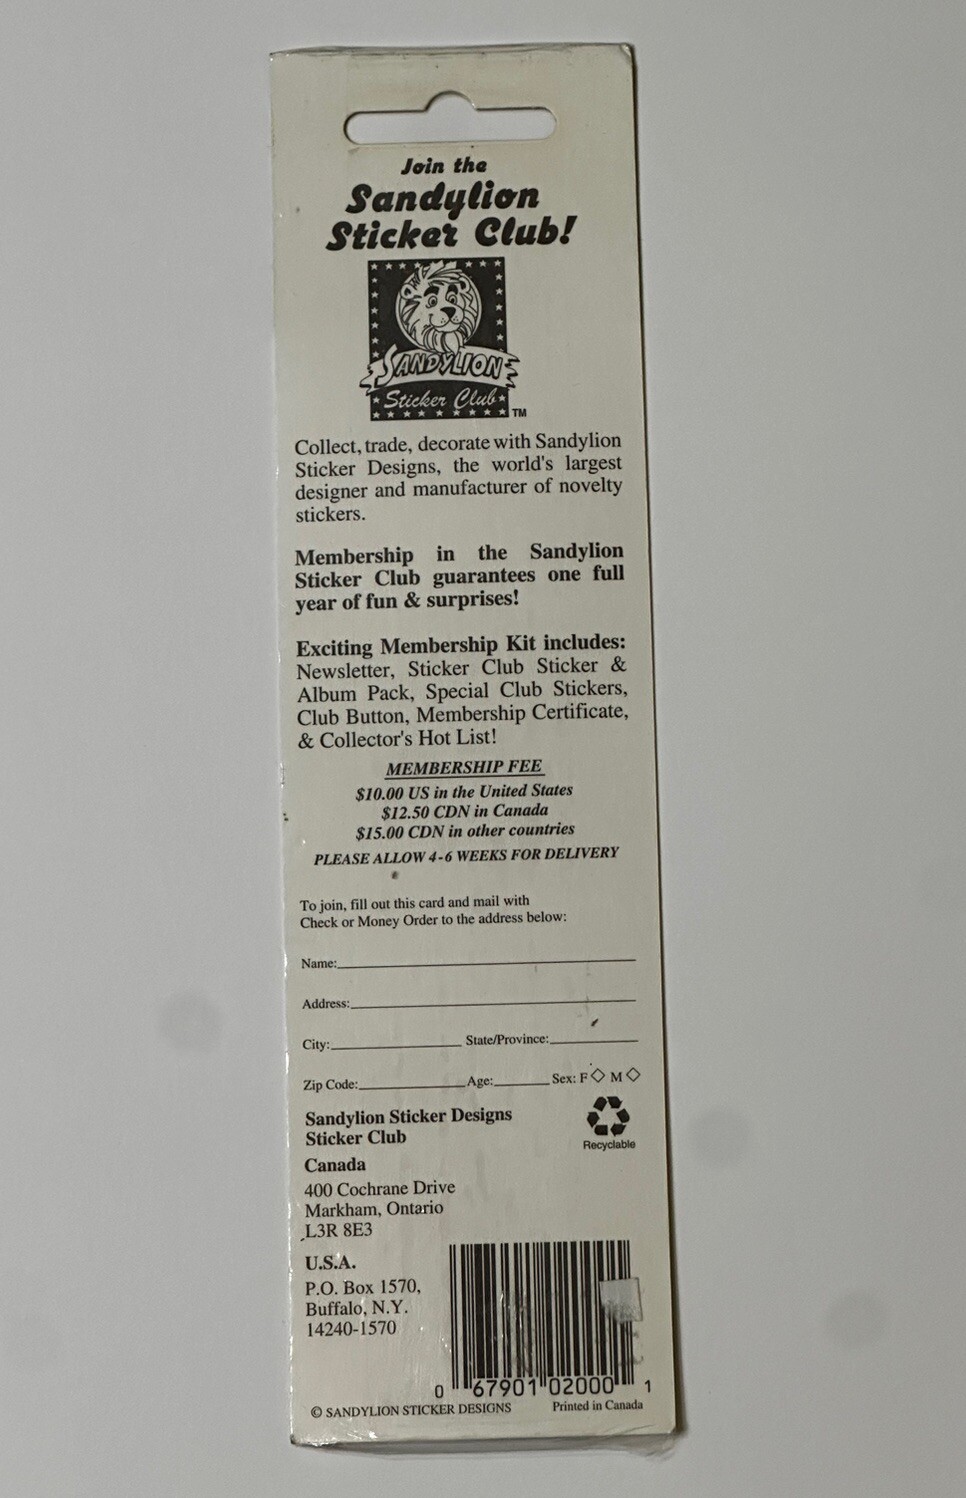 Join the
Sandylion
Sticker Club!
SANDYLION
Sticker Club
TM
Collect, trade, decorate with Sandylion
Sticker Designs, the world's largest
designer and manufacturer of novelty
stickers.
Membership in the Sandylion
Sticker Club guarantees one full
year of fun & surprises!
Exciting Membership Kit includes:
Newsletter, Sticker Club Sticker &
Album Pack, Special Club Stickers,
Club Button, Membership Certificate,
& Collector's Hot List!
MEMBERSHIP FEE
$10.00 US in the United States
$12.50 CDN in Canada
$15.00 CDN in other countries
PLEASE ALLOW 4-6 WEEKS FOR DELIVERY
To join, fill out this card and mail with
Check or Money Order to the address below:
Name:
Address:
City: State/Province:
Zip Code: Age: Sex: F M
Sandylion Sticker Designs
Sticker Club
Recyclable
Canada
400 Cochrane Drive
Markham, Ontario
L3R 8E3
U.S.A.
P.O. Box 1570,
Buffalo, N.Y.
14240-1570
0 67901 02000 1
© SANDYLION STICKER DESIGNS Printed in Canada